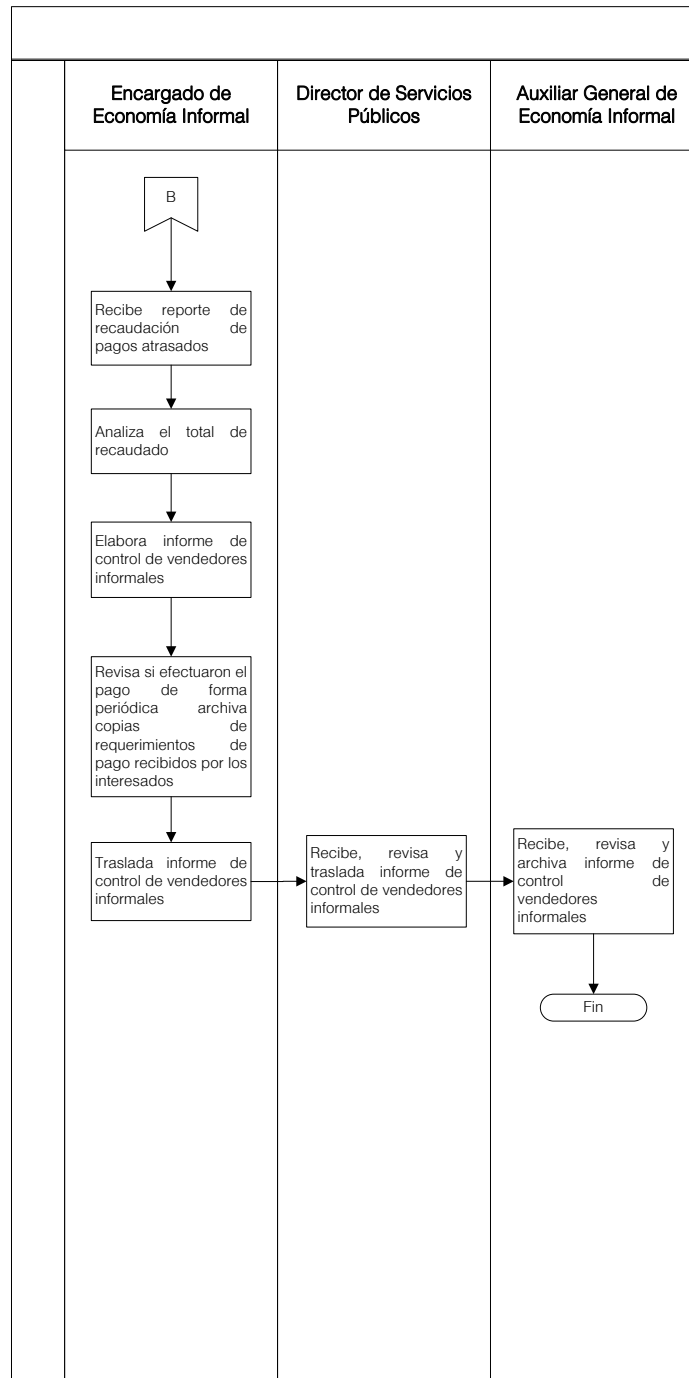 Encargado de
Economía Informal
Director de Servicios
Públicos
Auxiliar General de
Economía Informal
B
Recibe reporte de
recaudación de
pagos atrasados
Analiza el total de
recaudado
Elabora informe de
control de vendedores
informales
Revisa si efectuaron el
pago de forma
periódica archiva
copias de
requerimientos de
pago recibidos por los
interesados
Traslada informe de
control de vendedores
informales
Recibe, revisa y
traslada informe de
control de vendedores
informales
Recibe, revisa y
archiva informe de
control de
vendedores
informales
Fin